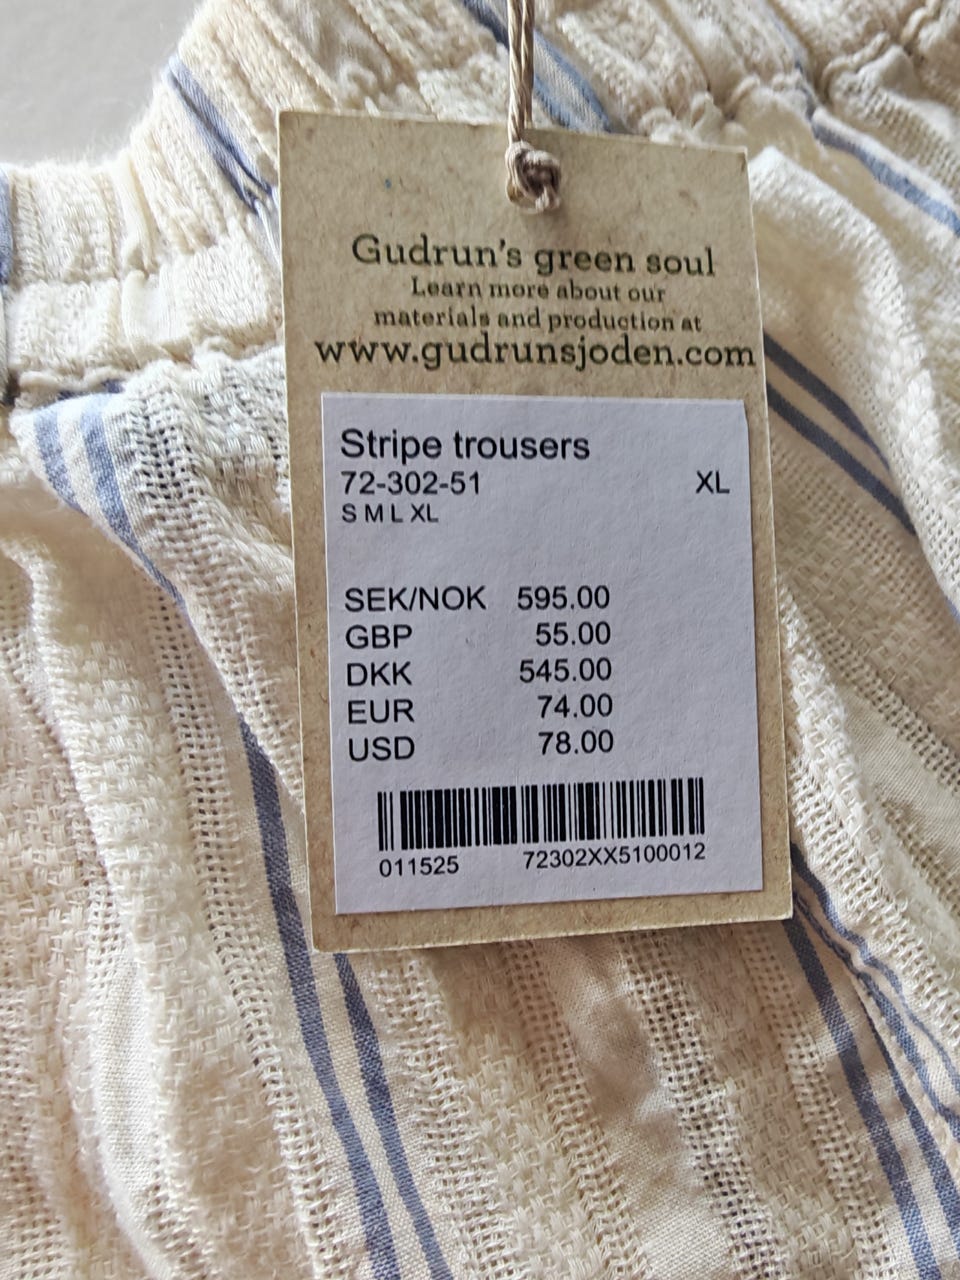 Gudrun's green soul
Learn more about our
materials and production at
www.gudrunsjoden.com
Stripe trousers
72-302-51 XL
S M L XL
SEK/NOK 595.00
GBP 55.00
DKK 545.00
EUR 74.00
USD 78.00
011525 72302XX5100012